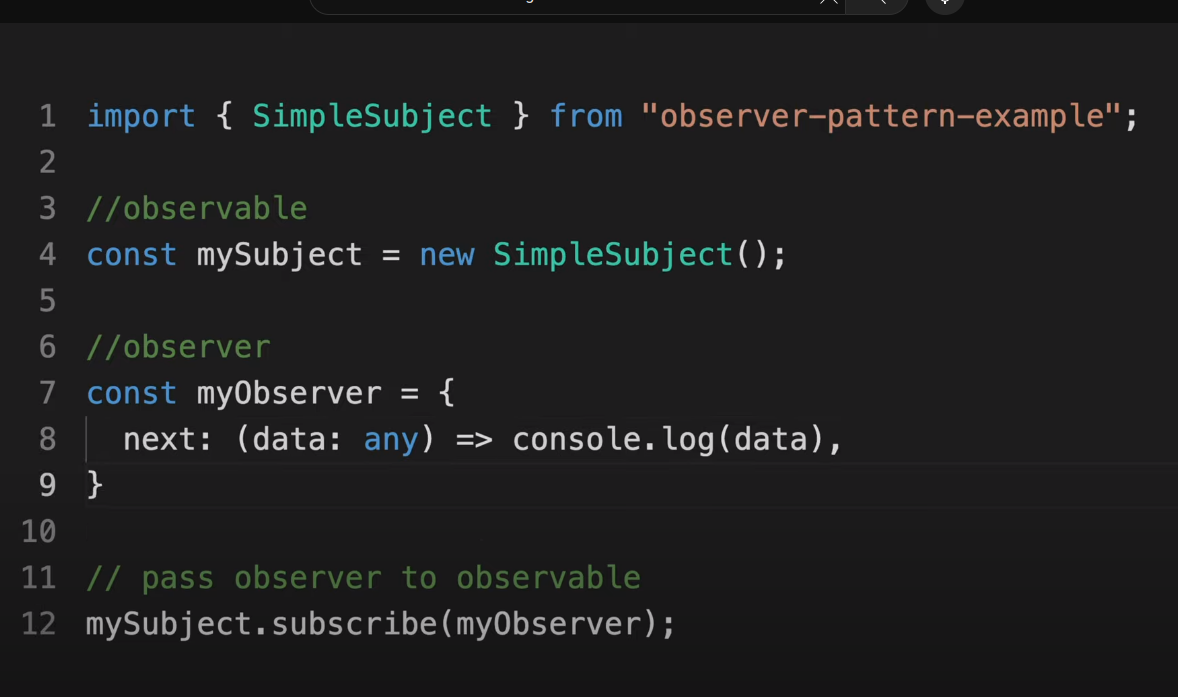 1 import { SimpleSubject } from "observer-pattern-example";
2
3 //observable
4 const mySubject = new SimpleSubject();
5
6 //observer
7 const myObserver = {
8   next: (data: any) => console.log(data),
9 }
10
11 // pass observer to observable
12 mySubject.subscribe(myObserver);